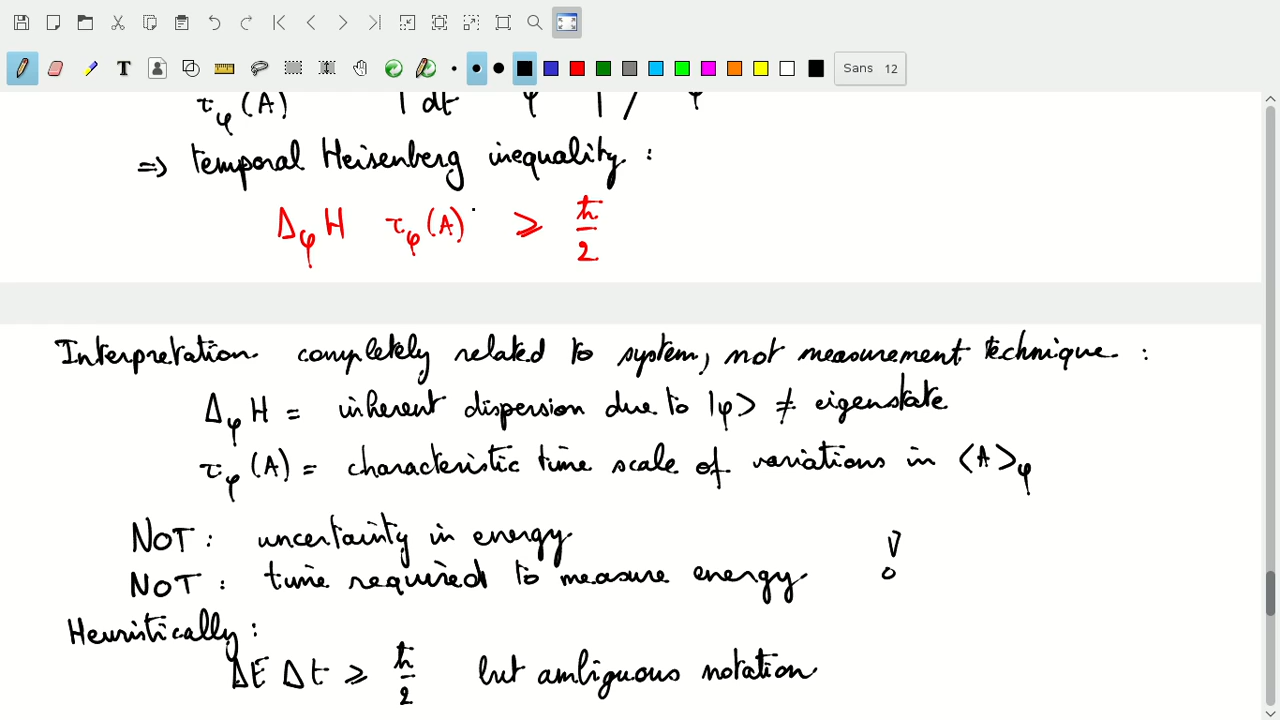 Sans 12
τφ(A) | dt φ | / φ
=> temporal Heisenberg inequality :
ΔφH τφ(A) ⩾ ħ/2
Interpretation completely related to system, not measurement technique :
ΔφH = inherent dispersion due to |φ> ≠ eigenstate
τφ(A) = characteristic time scale of variations in <A>φ
NOT : uncertainty in energy
NOT : time required to measure energy !
Heuristically :
ΔE Δt ⩾ ħ/2 but ambiguous notation